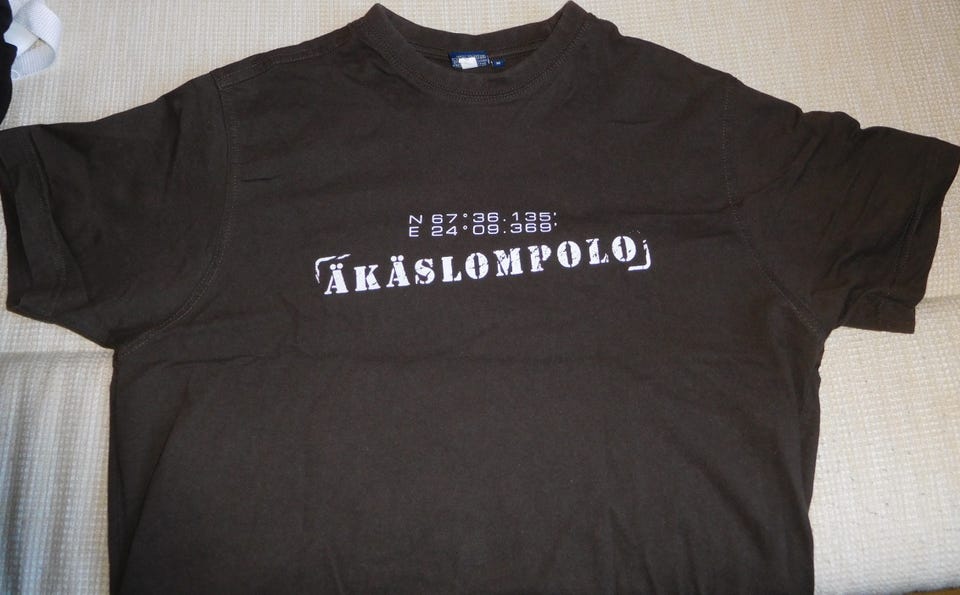 N 67°36.135'
E 24°09.369'
ÄKÄSLOMPOLO